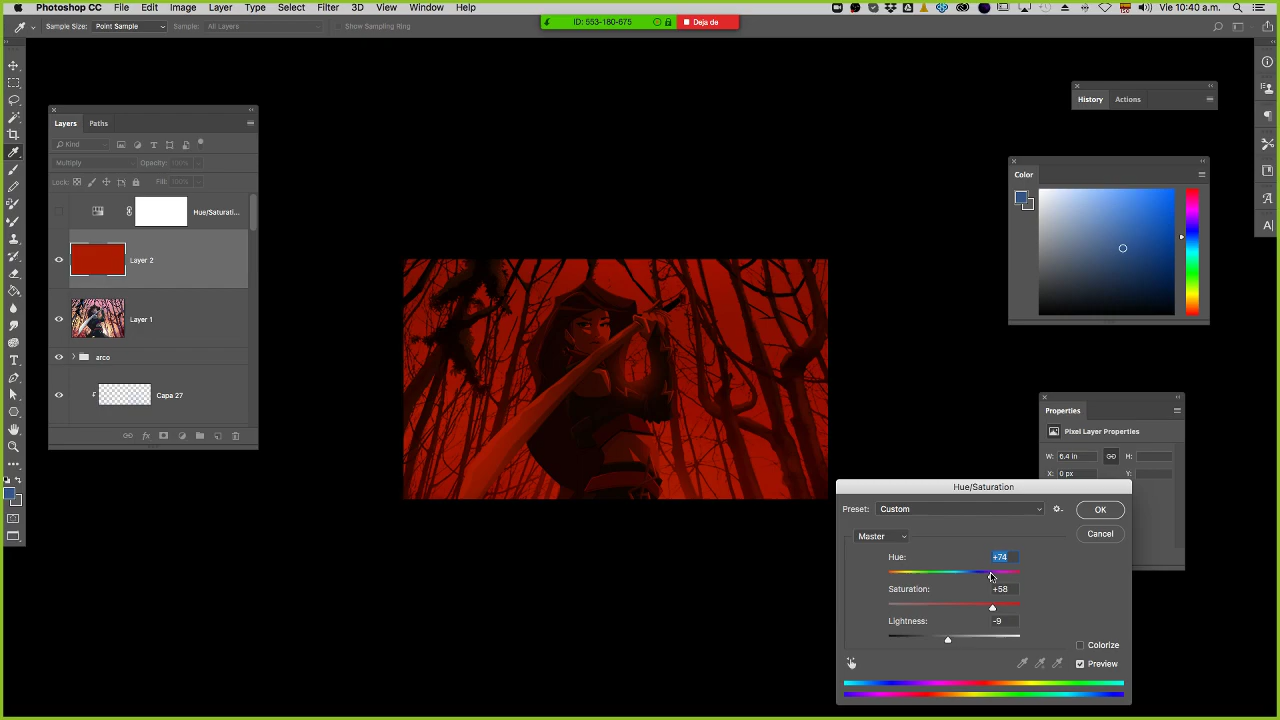 Photoshop CC File Edit Image Layer Type Select Filter 3D View Window Help
Vie 10:40 a.m.
ID: 553-180-675 Deja de
Sample Size: Point Sample Sample: All Layers Show Sampling Ring
Layers Paths
Kind
Multiply Opacity: 100%
Lock: Fill: 100%
Hue/Saturati...
Layer 2
Layer 1
arco
Capa 27
History Actions
Color
Properties
Pixel Layer Properties
W: 6.4 in H:
X: 0 px Y:
Hue/Saturation
Preset: Custom OK
Cancel
Master
Hue: +74
Saturation: +58
Lightness: -9
Colorize
Preview